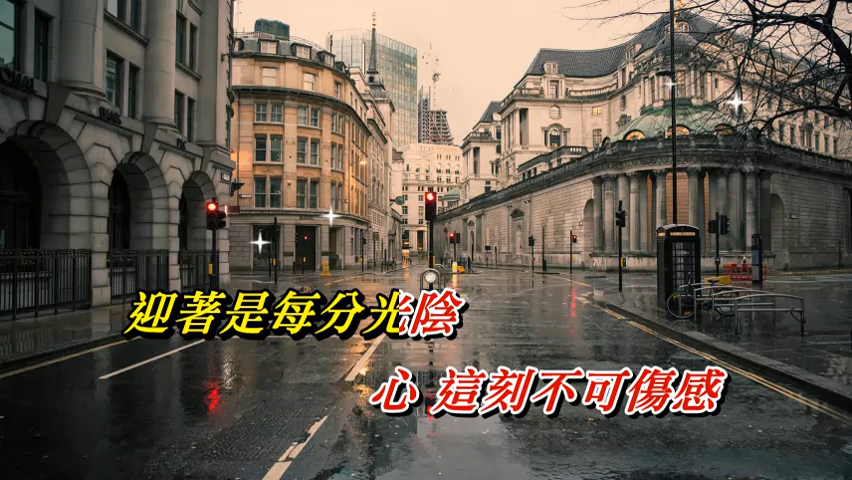 迎著是每分光陰
心 這刻不可傷感